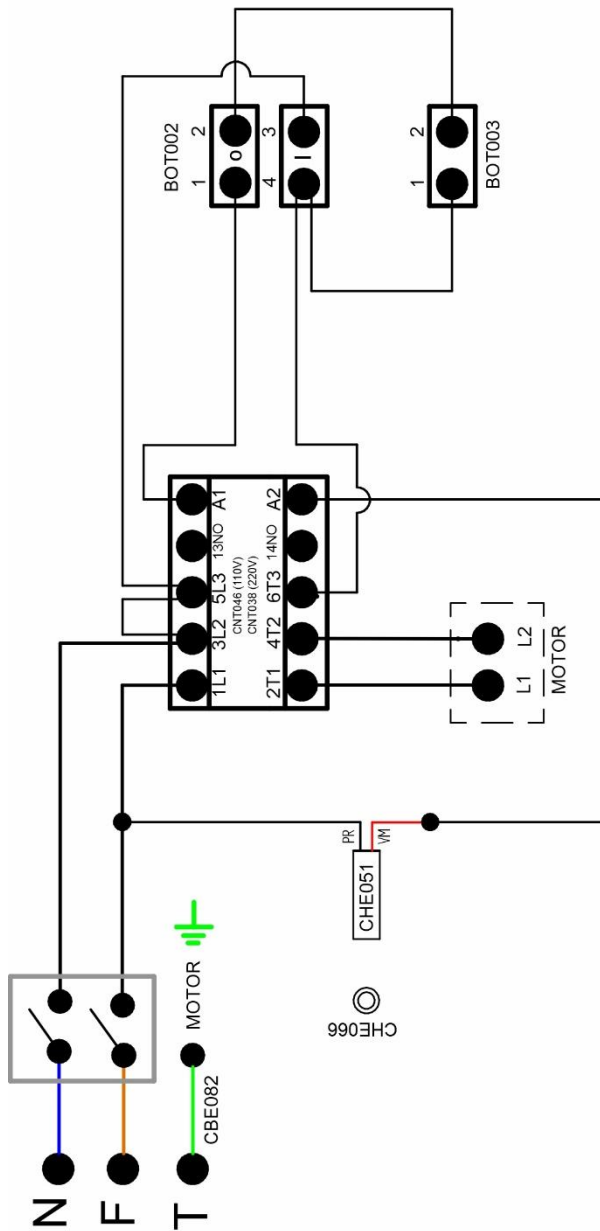 N
F
T
CBE082
MOTOR
CHE066
CHE051
PR
VM
1L1
3L2
5L3
13NO
A1
CNT046 (110V)
CNT038 (220V)
2T1
4T2
6T3
14NO
A2
L1
L2
MOTOR
BOT002
1
2
O
4
3
I
1
2
BOT003